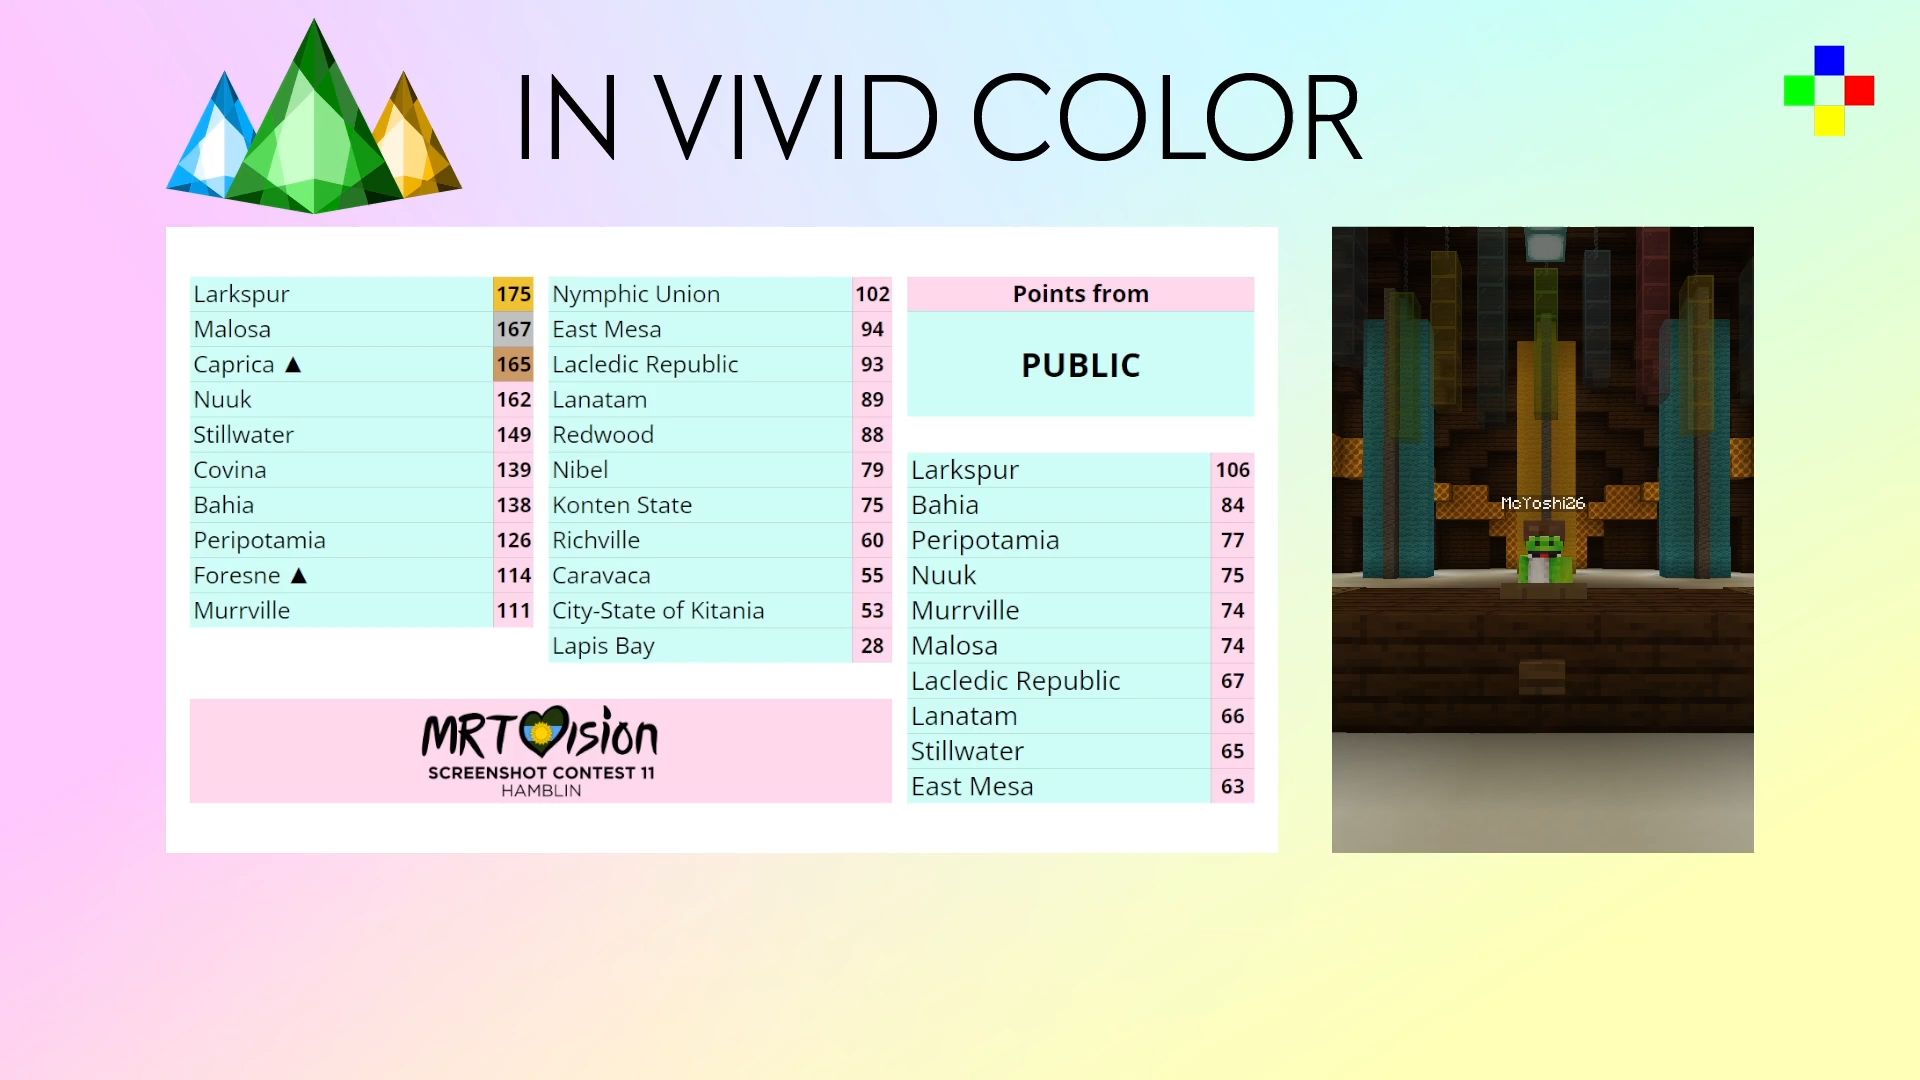 IN VIVID COLOR
Larkspur 175
Malosa 167
Caprica ▲ 165
Nuuk 162
Stillwater 149
Covina 139
Bahia 138
Peripotamia 126
Foresne ▲ 114
Murrville 111
Nymphic Union 102
East Mesa 94
Lacledic Republic 93
Lanatam 89
Redwood 88
Nibel 79
Konten State 75
Richville 60
Caravaca 55
City-State of Kitania 53
Lapis Bay 28
MRTVision
SCREENSHOT CONTEST 11
HAMBLIN
Points from
PUBLIC
Larkspur 106
Bahia 84
Peripotamia 77
Nuuk 75
Murrville 74
Malosa 74
Lacledic Republic 67
Lanatam 66
Stillwater 65
East Mesa 63
McYoshi26